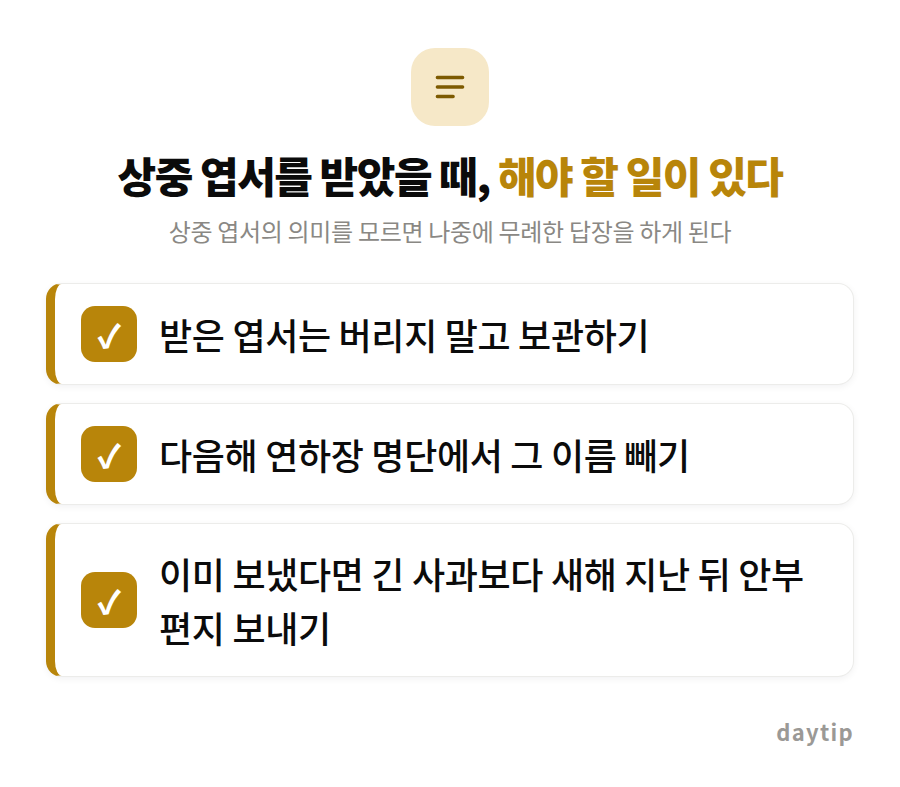 상중 엽서를 받았을 때, 해야 할 일이 있다
상중 엽서의 의미를 모르면 나중에 무례한 답장을 하게 된다
받은 엽서는 버리지 말고 보관하기
다음해 연하장 명단에서 그 이름 빼기
이미 보냈다면 긴 사과보다 새해 지난 뒤 안부
편지 보내기
daytip